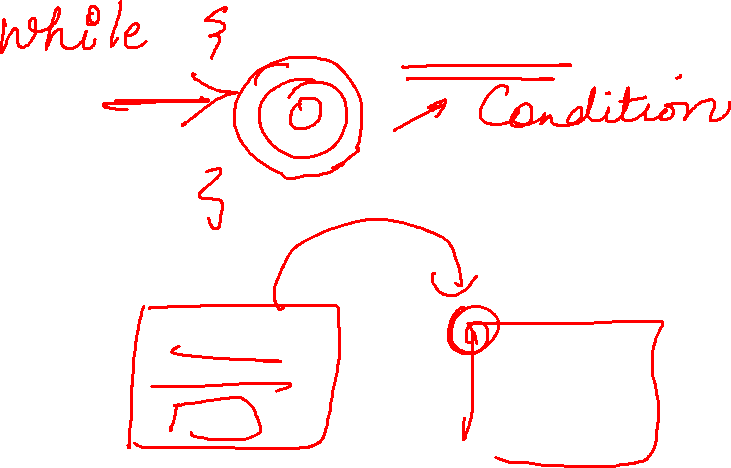 while {
Condition
}